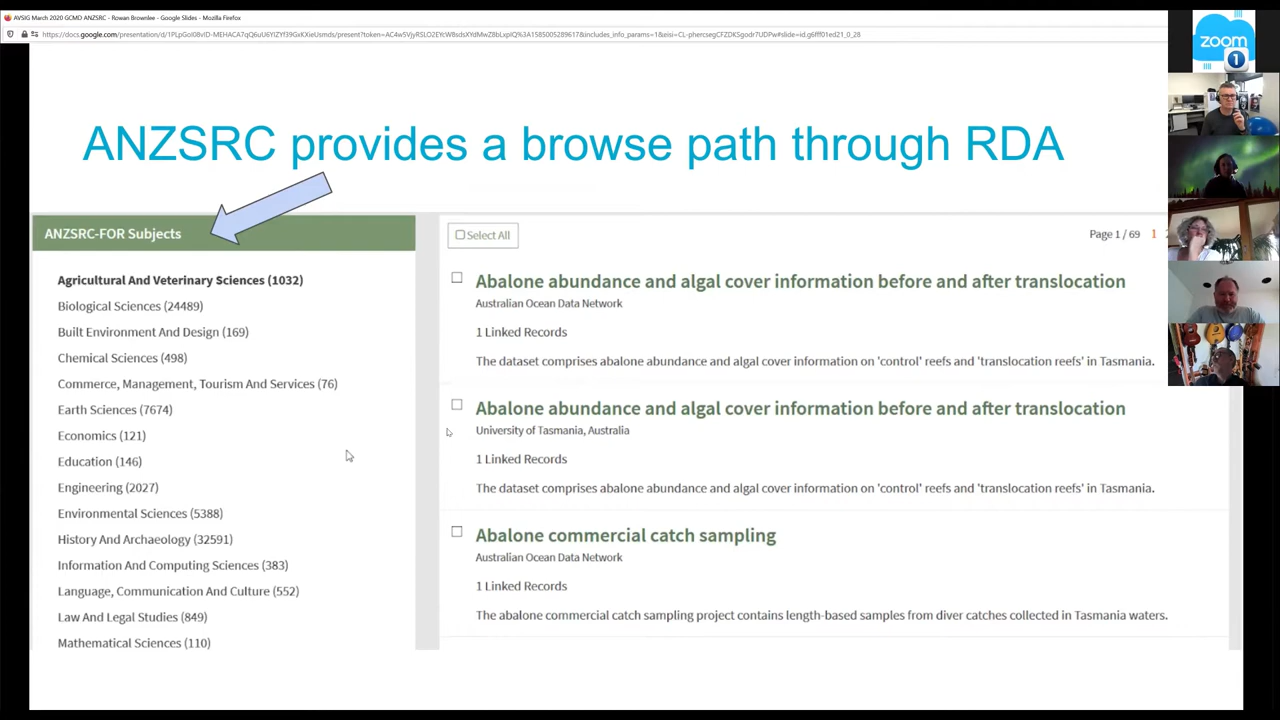 AVSIG March 2020 GCMD ANZSRC - Rowan Brownlee - Google Slides - Mozilla Firefox
zoom
1
ANZSRC provides a browse path through RDA
ANZSRC-FOR Subjects
Agricultural And Veterinary Sciences (1032)
Biological Sciences (24489)
Built Environment And Design (169)
Chemical Sciences (498)
Commerce, Management, Tourism And Services (76)
Earth Sciences (7674)
Economics (121)
Education (146)
Engineering (2027)
Environmental Sciences (5388)
History And Archaeology (32591)
Information And Computing Sciences (383)
Language, Communication And Culture (552)
Law And Legal Studies (849)
Mathematical Sciences (110)
Select All
Page 1 / 69 1
Abalone abundance and algal cover information before and after translocation
Australian Ocean Data Network
1 Linked Records
The dataset comprises abalone abundance and algal cover information on 'control' reefs and 'translocation reefs' in Tasmania.
Abalone abundance and algal cover information before and after translocation
University of Tasmania, Australia
1 Linked Records
The dataset comprises abalone abundance and algal cover information on 'control' reefs and 'translocation reefs' in Tasmania.
Abalone commercial catch sampling
Australian Ocean Data Network
1 Linked Records
The abalone commercial catch sampling project contains length-based samples from diver catches collected in Tasmania waters.